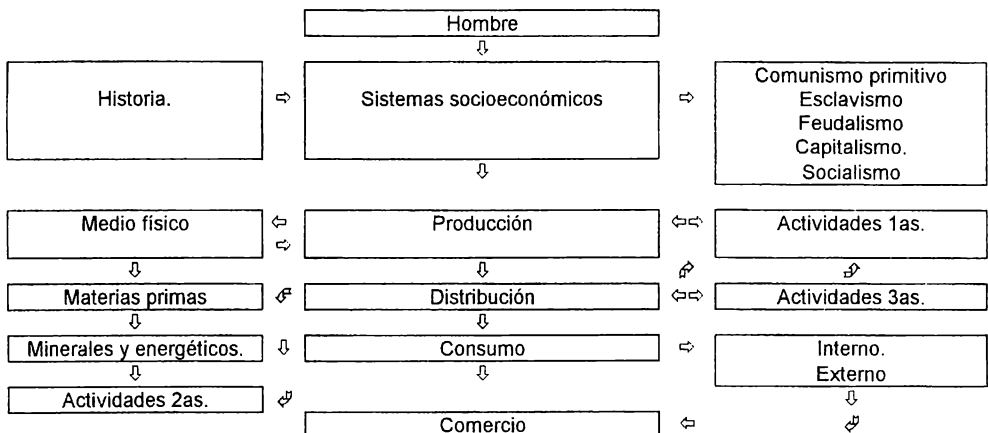 Hombre
Historia.
Sistemas socioeconómicos
Comunismo primitivo
Esclavismo
Feudalismo
Capitalismo.
Socialismo
Medio físico
Producción
Actividades 1as.
Materias primas
Distribución
Actividades 3as.
Minerales y energéticos.
Consumo
Interno.
Externo
Actividades 2as.
Comercio